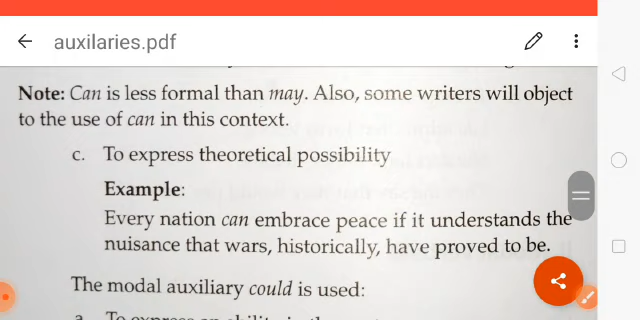 auxilaries.pdf
Note: Can is less formal than may. Also, some writers will object
to the use of can in this context.
c. To express theoretical possibility
Example:
Every nation can embrace peace if it understands the
nuisance that wars, historically, have proved to be.
The modal auxiliary could is used: